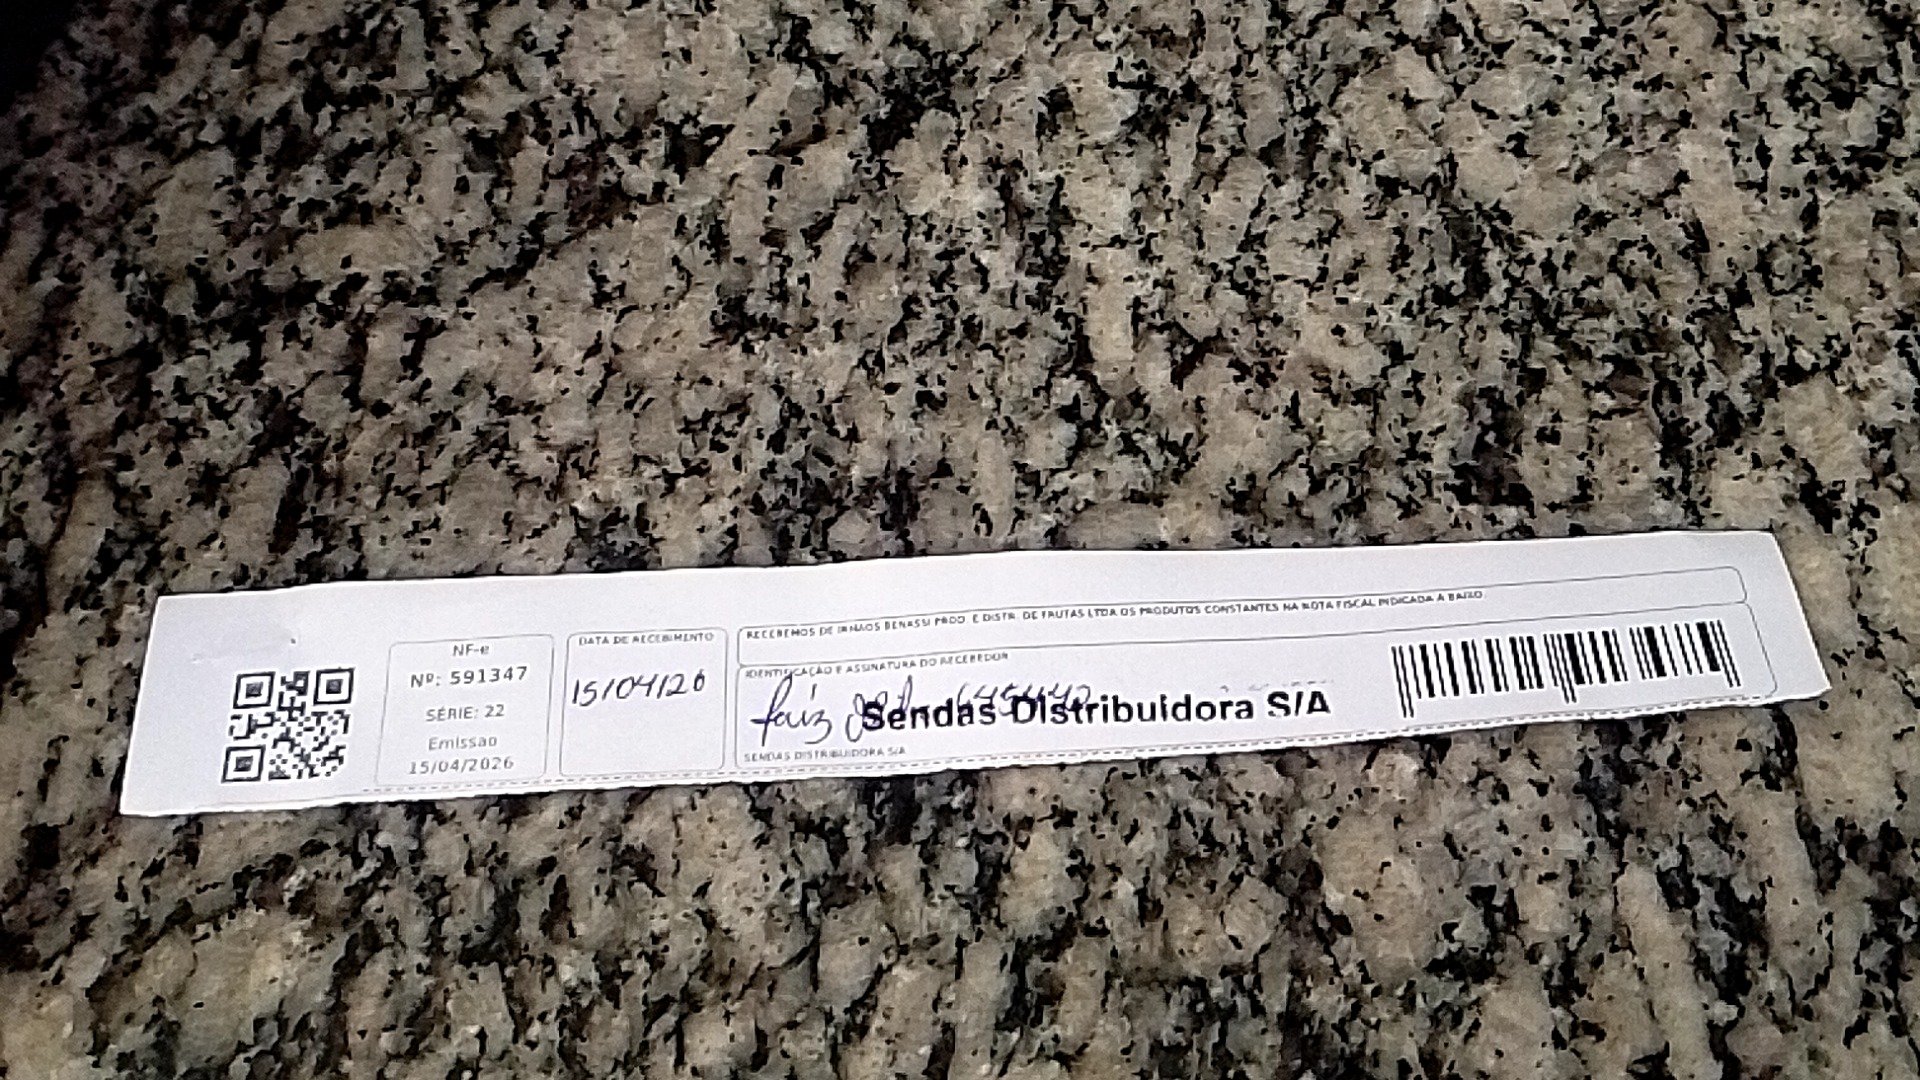 NF-e
Nº: 591347
SÉRIE: 22
Emissao
15/04/2026
DATA DE RECEBIMENTO
15/04/26
RECEBEMOS DE IRMAOS BENASSI PROD. E DISTR. DE FRUTAS LTDA OS PRODUTOS CONSTANTES NA NOTA FISCAL INDICADA A BAIXO
IDENTIFICAÇÃO E ASSINATURA DO RECEBEDOR
Sendas Distribuidora S/A
SENDAS DISTRIBUIDORA S/A